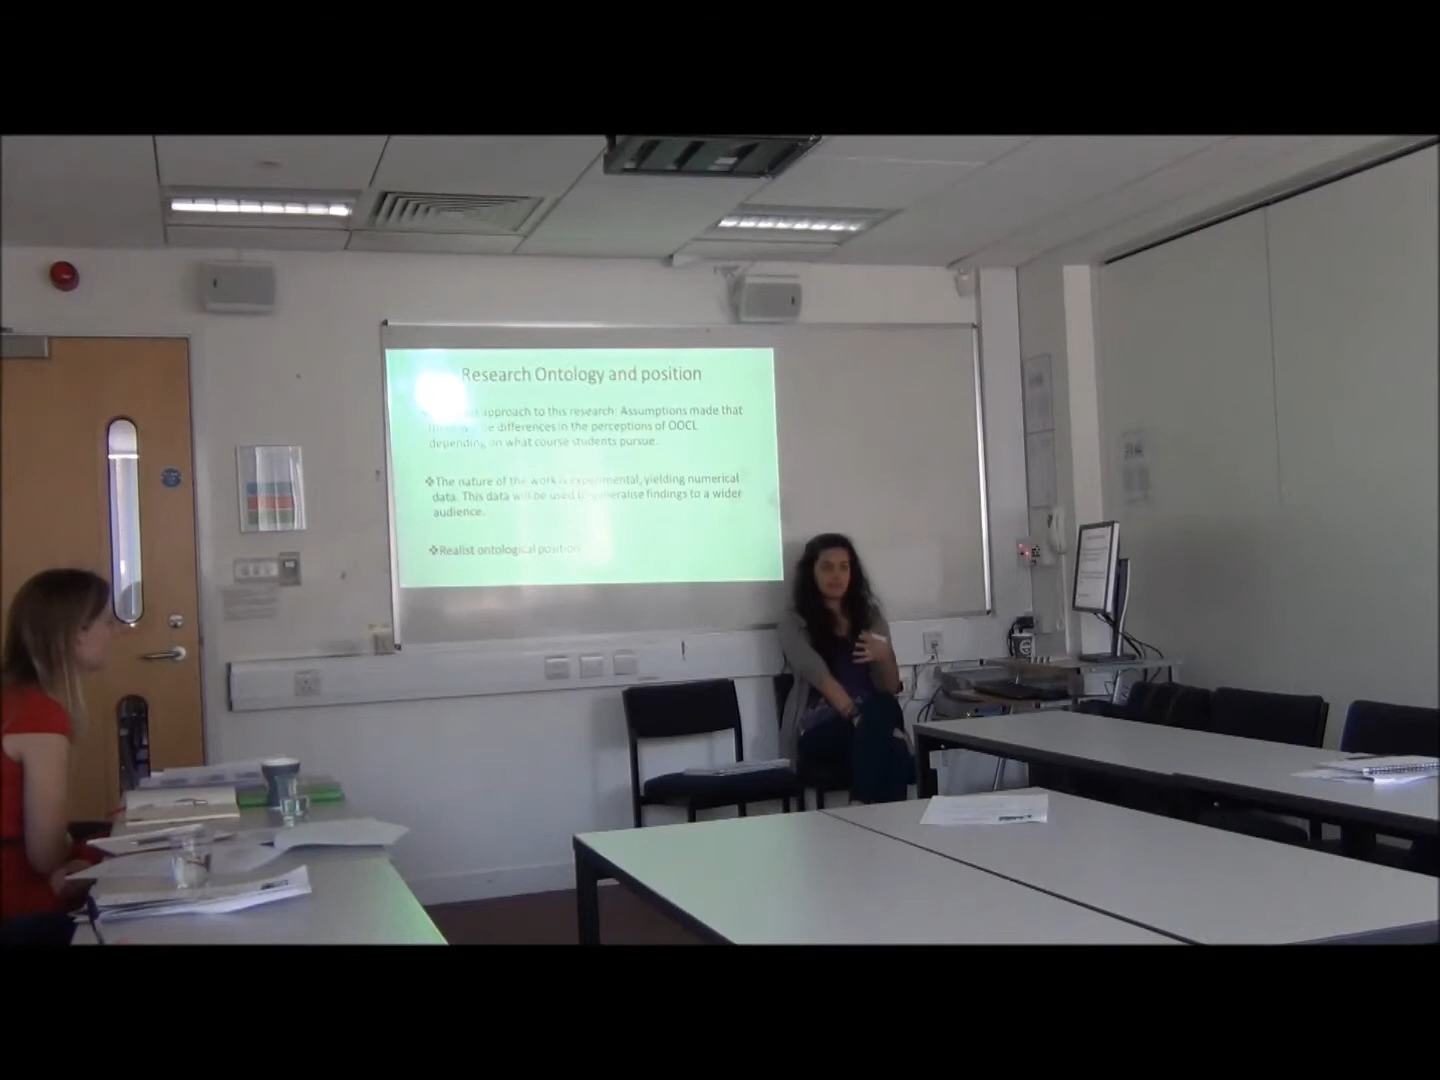 Research Ontology and position
approach to this research: Assumptions made that
differences in the perceptions of OOCL
depending on what course students pursue.
❖The nature of the work is experimental, yielding numerical
data. This data will be used to generalise findings to a wider
audience.
❖Realist ontological position